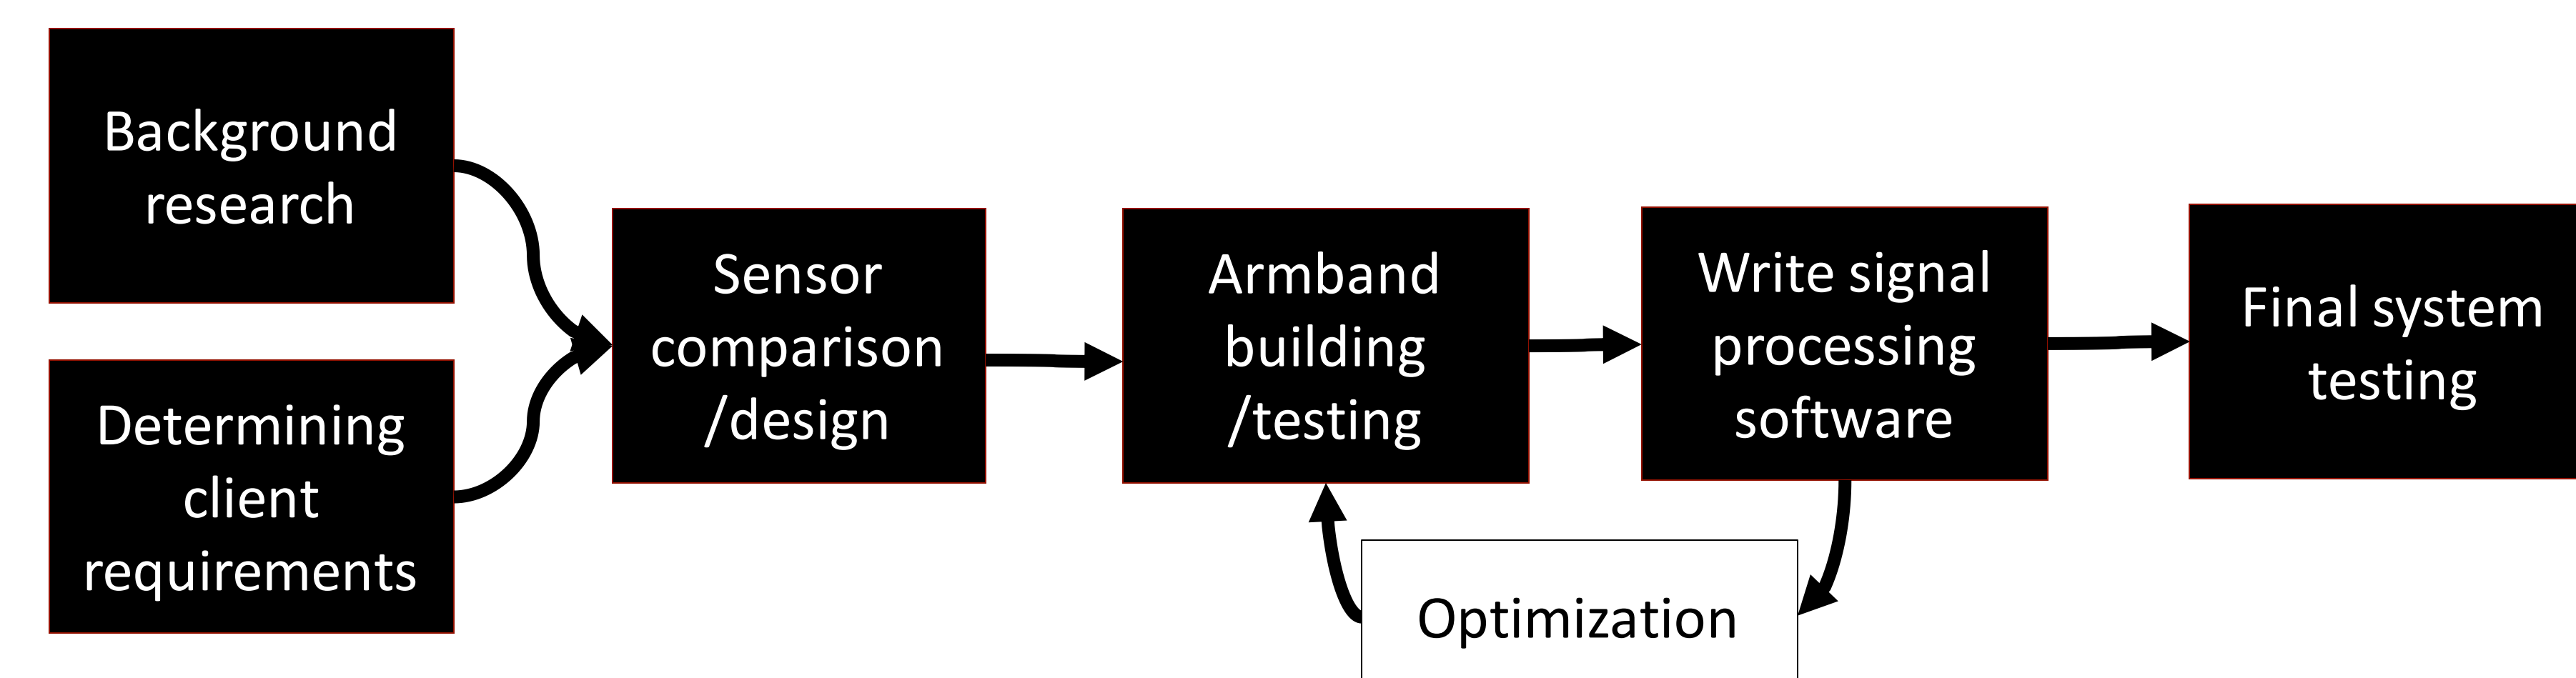 Background
research
Determining
client
requirements
Sensor
comparison
/design
Armband
building
/testing
Write signal
processing
software
Final system
testing
Optimization